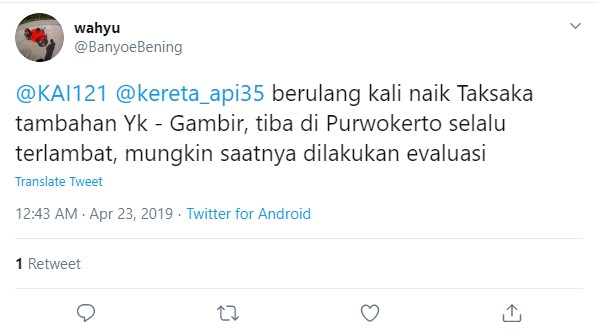 wahyu
@BanyoeBening
@KAI121 @kereta_api35 berulang kali naik Taksaka
tambahan Yk - Gambir, tiba di Purwokerto selalu
terlambat, mungkin saatnya dilakukan evaluasi
Translate Tweet
12:43 AM · Apr 23, 2019 · Twitter for Android
1 Retweet